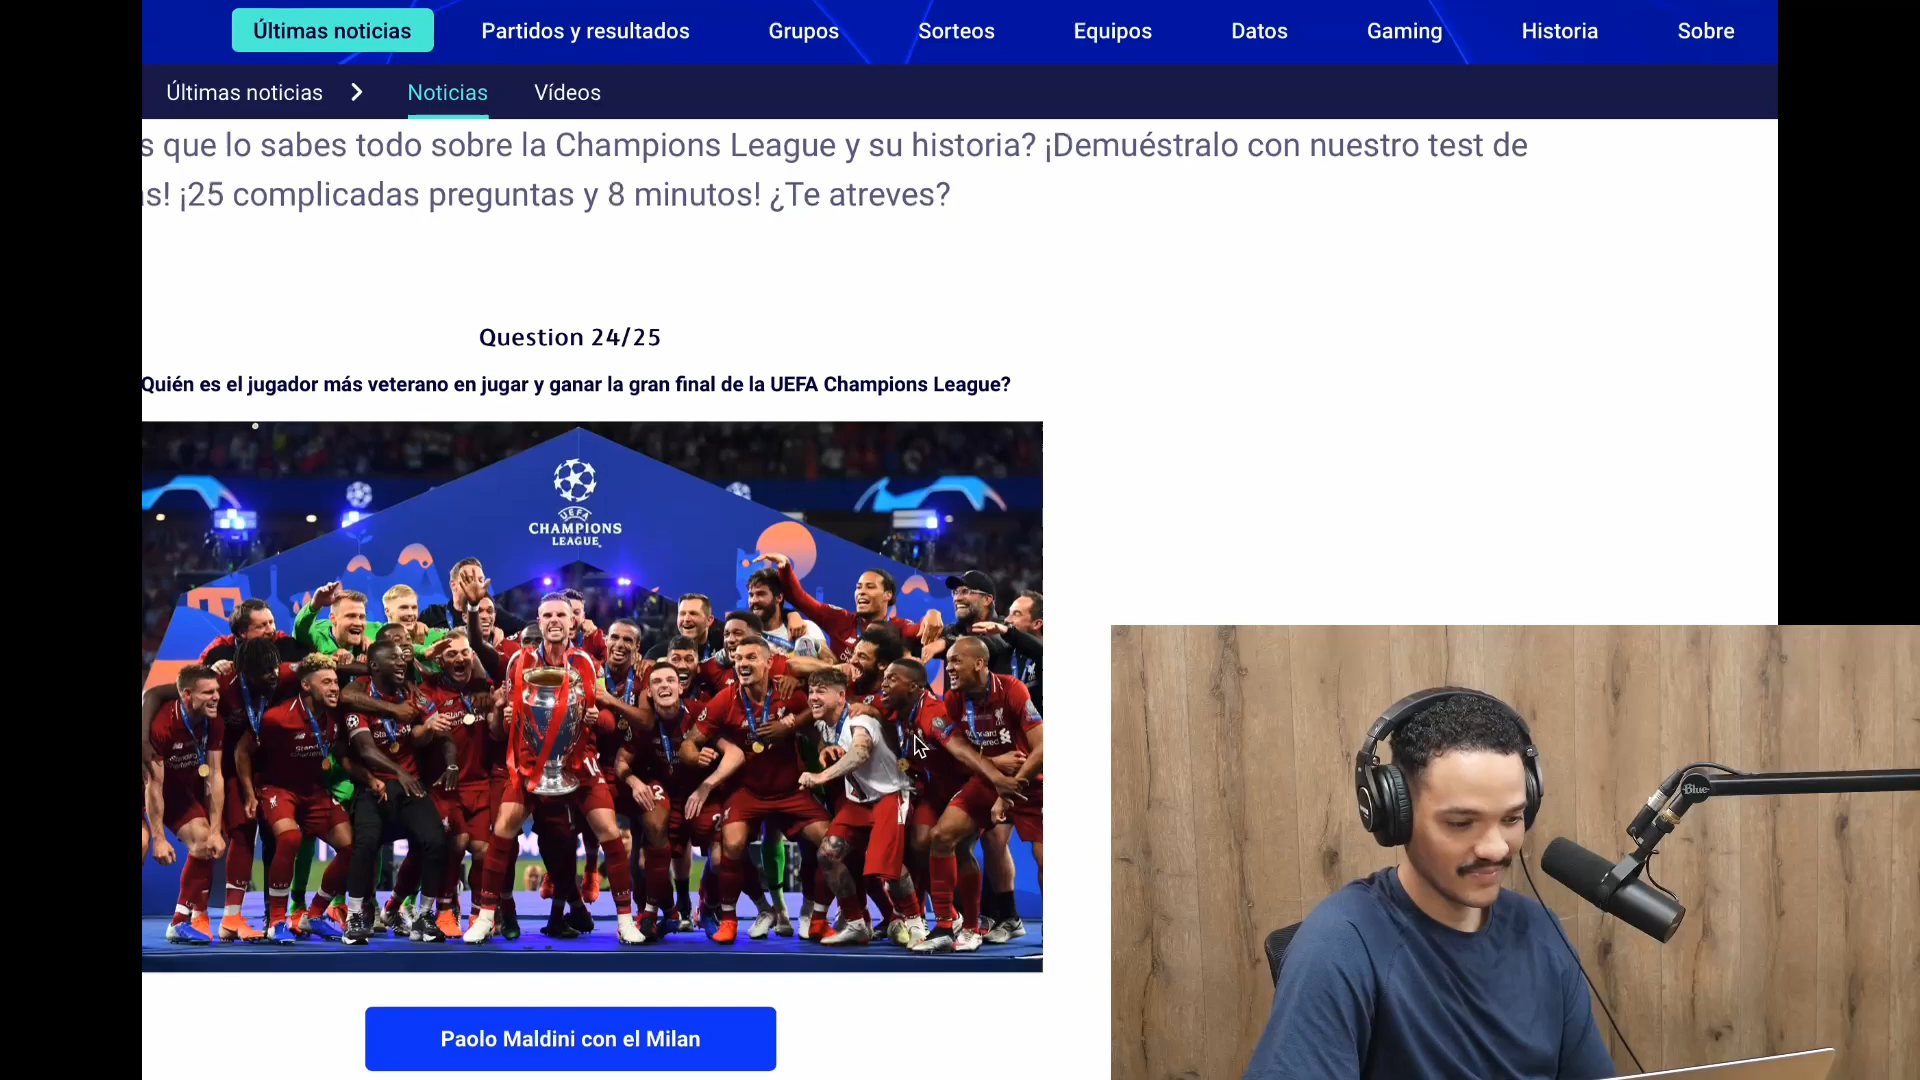 Últimas noticias Partidos y resultados Grupos Sorteos Equipos Datos Gaming Historia Sobre
Últimas noticias Noticias Vídeos
s que lo sabes todo sobre la Champions League y su historia? ¡Demuéstralo con nuestro test de
s! ¡25 complicadas preguntas y 8 minutos! ¿Te atreves?
Question 24/25
Quién es el jugador más veterano en jugar y ganar la gran final de la UEFA Champions League?
UEFA
CHAMPIONS
LEAGUE
Blue
Paolo Maldini con el Milan